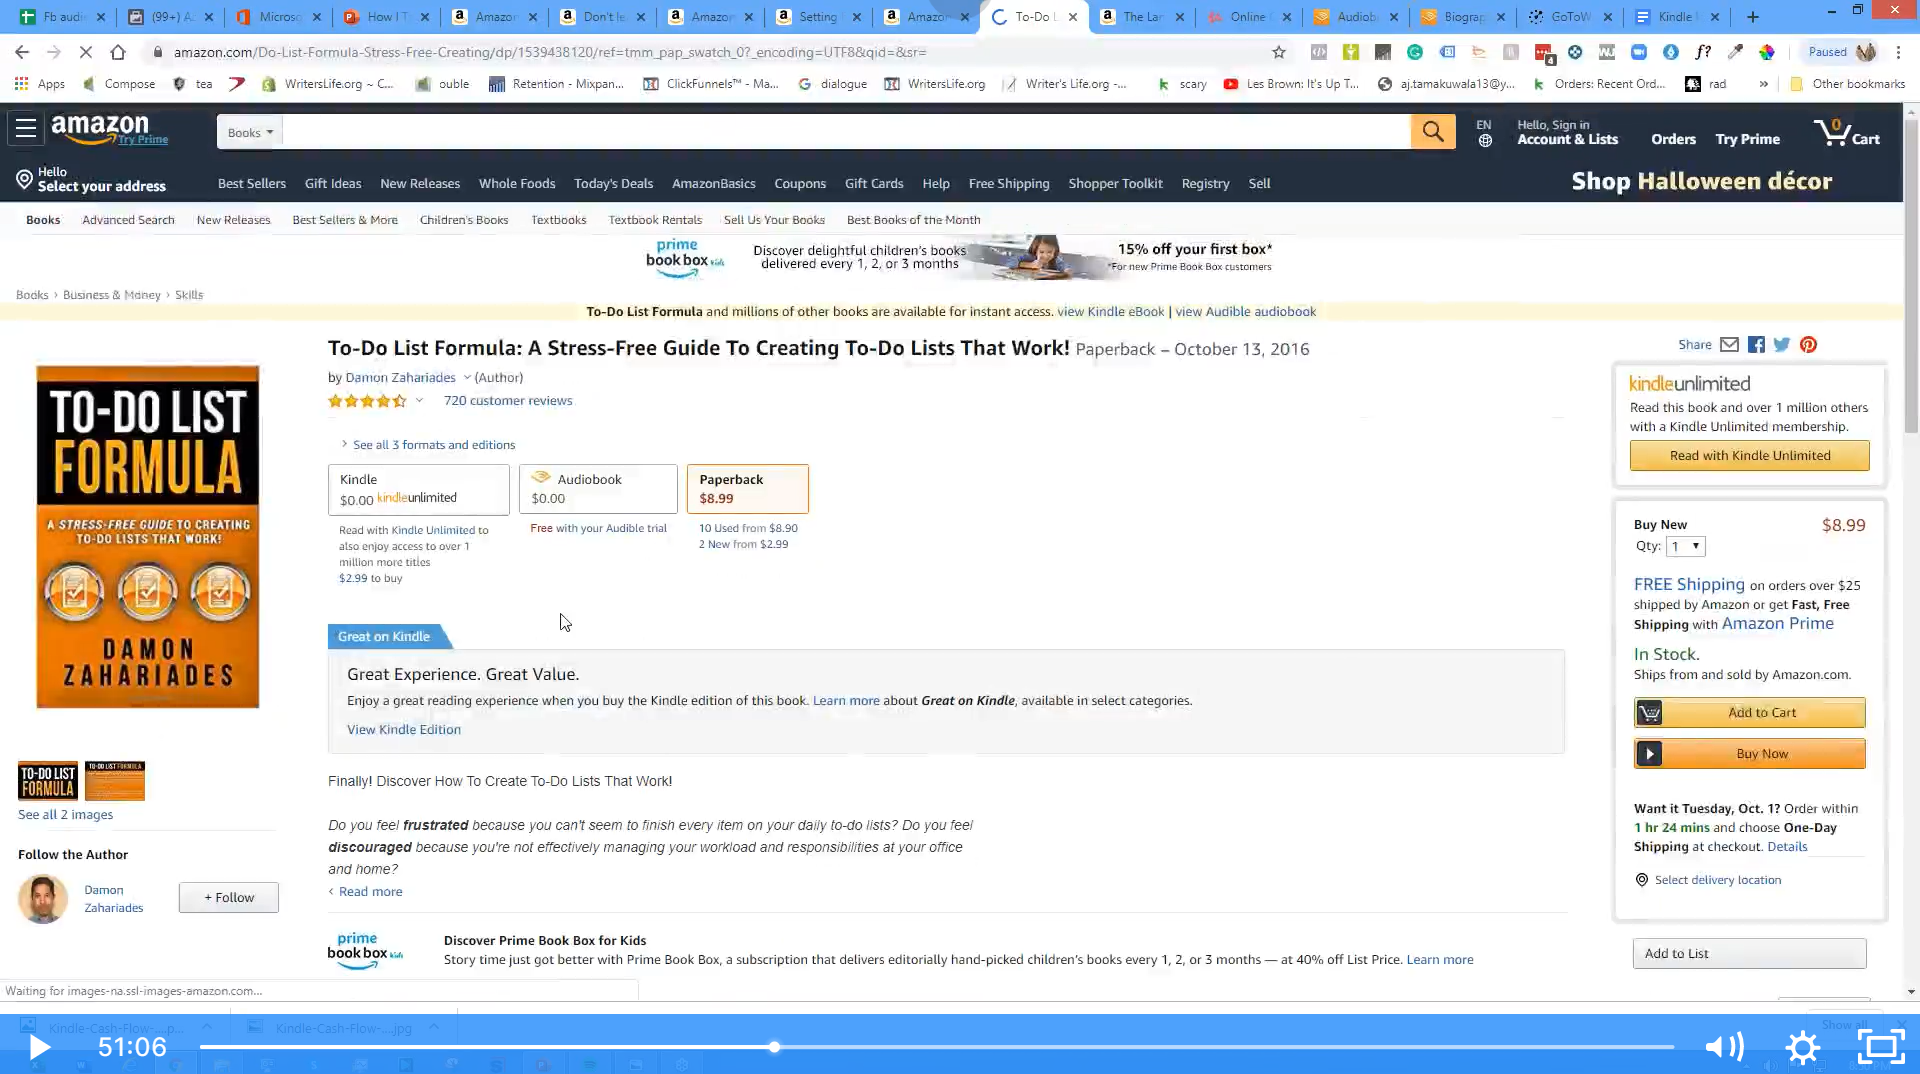 Fb audi
(99+) A
Microso
How I T
Amazon
Don't le
Amazon
Setting
Amazon
To-Do L
The Lan
Online
Audiob
Biograp
GoToW
Kindle
amazon.com/Do-List-Formula-Stress-Free-Creating/dp/1539438120/ref=tmm_pap_swatch_0?_encoding=UTF8&qid=&sr=
Paused
Apps
Compose
tea
WritersLife.org ~ C...
ouble
Retention - Mixpan...
ClickFunnels™ - Ma...
dialogue
WritersLife.org
Writer's Life.org -...
scary
Les Brown: It's Up T...
aj.tamakuwala13@y...
Orders: Recent Ord...
rad
»
Other bookmarks
amazon
Try Prime
Books
EN
Hello, Sign in
Account & Lists
Orders
Try Prime
0
Cart
Hello
Select your address
Best Sellers
Gift Ideas
New Releases
Whole Foods
Today's Deals
AmazonBasics
Coupons
Gift Cards
Help
Free Shipping
Shopper Toolkit
Registry
Sell
Shop Halloween décor
Books
Advanced Search
New Releases
Best Sellers & More
Children's Books
Textbooks
Textbook Rentals
Sell Us Your Books
Best Books of the Month
prime
book box kids
Discover delightful children's books
delivered every 1, 2, or 3 months
15% off your first box*
*For new Prime Book Box customers
Books › Business & Money › Skills
To-Do List Formula and millions of other books are available for instant access. view Kindle eBook | view Audible audiobook
TO-DO LIST
FORMULA
A STRESS-FREE GUIDE TO CREATING
TO-DO LISTS THAT WORK!
DAMON
ZAHARIADES
TO-DO LIST
FORMULA
TO-DO LIST FORMULA
See all 2 images
Follow the Author
Damon
Zahariades
+ Follow
To-Do List Formula: A Stress-Free Guide To Creating To-Do Lists That Work! Paperback – October 13, 2016
by Damon Zahariades (Author)
720 customer reviews
› See all 3 formats and editions
Kindle
$0.00 kindleunlimited
Read with Kindle Unlimited to
also enjoy access to over 1
million more titles
$2.99 to buy
Audiobook
$0.00
Free with your Audible trial
Paperback
$8.99
10 Used from $8.90
2 New from $2.99
Great on Kindle
Great Experience. Great Value.
Enjoy a great reading experience when you buy the Kindle edition of this book. Learn more about Great on Kindle, available in select categories.
View Kindle Edition
Finally! Discover How To Create To-Do Lists That Work!
Do you feel frustrated because you can't seem to finish every item on your daily to-do lists? Do you feel
discouraged because you're not effectively managing your workload and responsibilities at your office
and home?
‹ Read more
prime
book box kids
Discover Prime Book Box for Kids
Story time just got better with Prime Book Box, a subscription that delivers editorially hand-picked children's books every 1, 2, or 3 months — at 40% off List Price. Learn more
Share
kindleunlimited
Read this book and over 1 million others
with a Kindle Unlimited membership.
Read with Kindle Unlimited
Buy New
$8.99
Qty: 1
FREE Shipping on orders over $25
shipped by Amazon or get Fast, Free
Shipping with Amazon Prime
In Stock.
Ships from and sold by Amazon.com.
Add to Cart
Buy Now
Want it Tuesday, Oct. 1? Order within
1 hr 24 mins and choose One-Day
Shipping at checkout. Details
Select delivery location
Add to List
Waiting for images-na.ssl-images-amazon.com...
Kindle-Cash-Flow-....p...
Kindle-Cash-Flow-....jpg
Show all
51:06